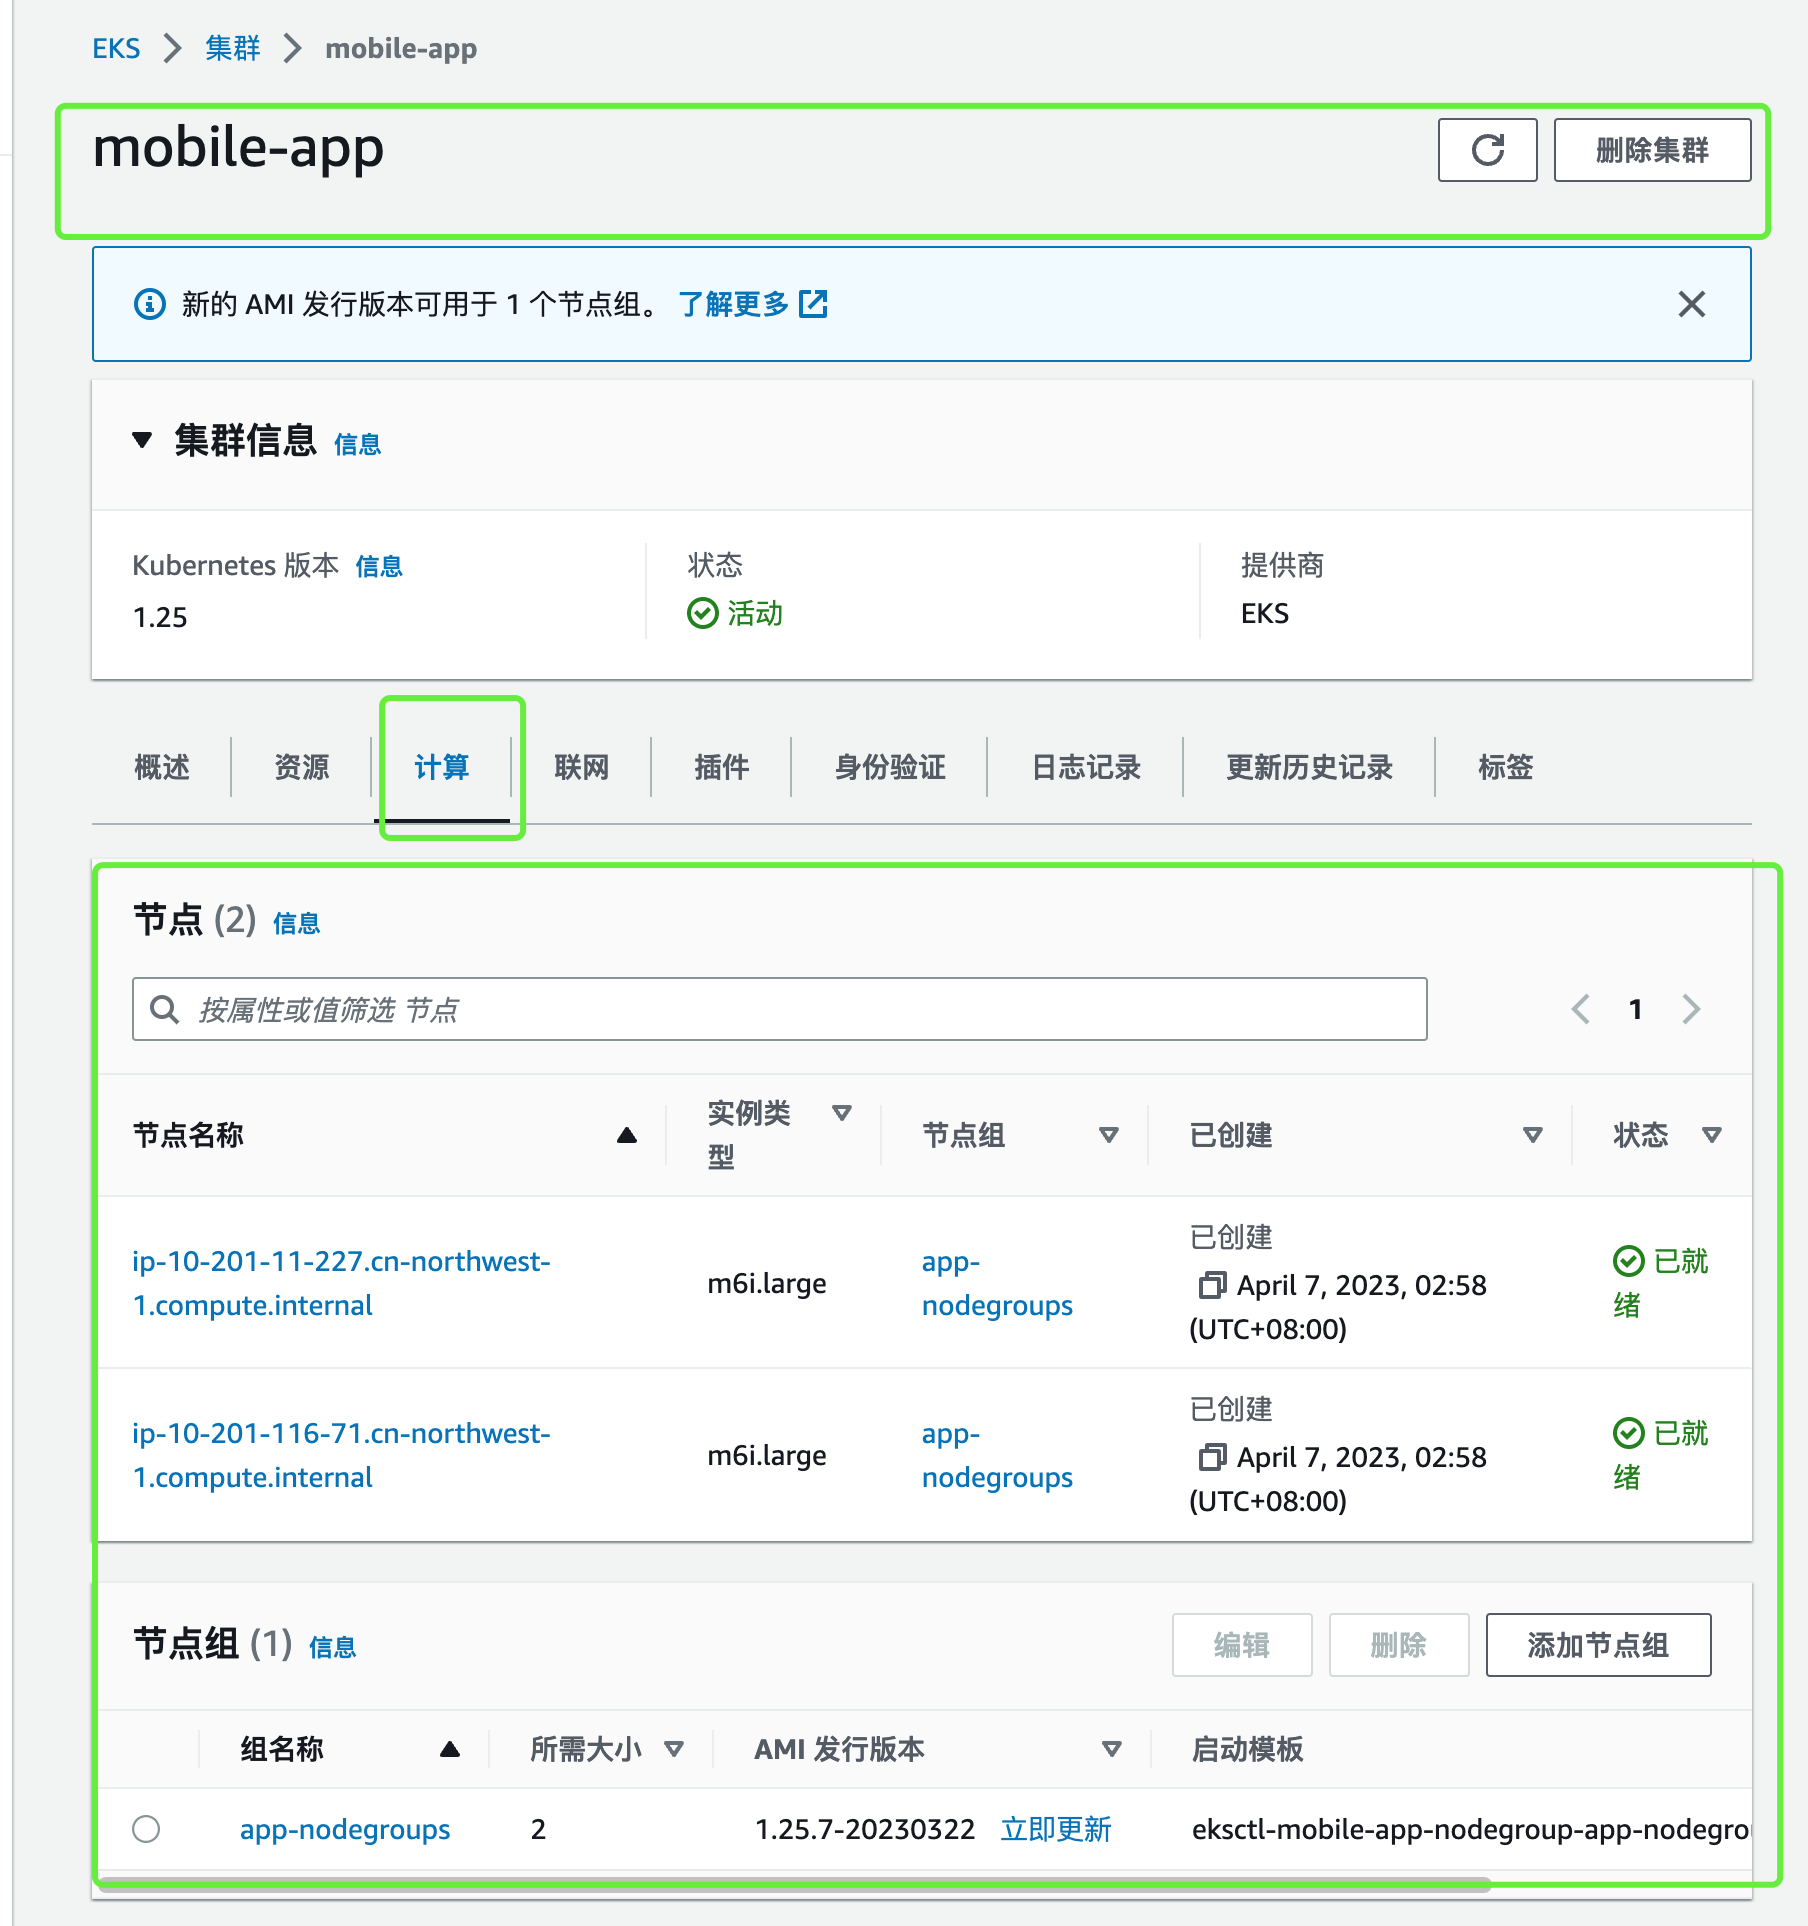 EKS 集群 mobile-app
mobile-app
删除集群
新的 AMI 发行版本可用于 1 个节点组。 了解更多
集群信息 信息
Kubernetes 版本 信息
1.25
状态
活动
提供商
EKS
概述 资源 计算 联网 插件 身份验证 日志记录 更新历史记录 标签
节点 (2) 信息
按属性或值筛选 节点
1
节点名称
实例类
型
节点组
已创建
状态
ip-10-201-11-227.cn-northwest-
1.compute.internal
m6i.large
app-
nodegroups
已创建
April 7, 2023, 02:58
(UTC+08:00)
已就
绪
ip-10-201-116-71.cn-northwest-
1.compute.internal
m6i.large
app-
nodegroups
已创建
April 7, 2023, 02:58
(UTC+08:00)
已就
绪
节点组 (1) 信息
编辑 删除 添加节点组
组名称 所需大小 AMI 发行版本 启动模板
app-nodegroups 2 1.25.7-20230322 立即更新 eksctl-mobile-app-nodegroup-app-nodegro